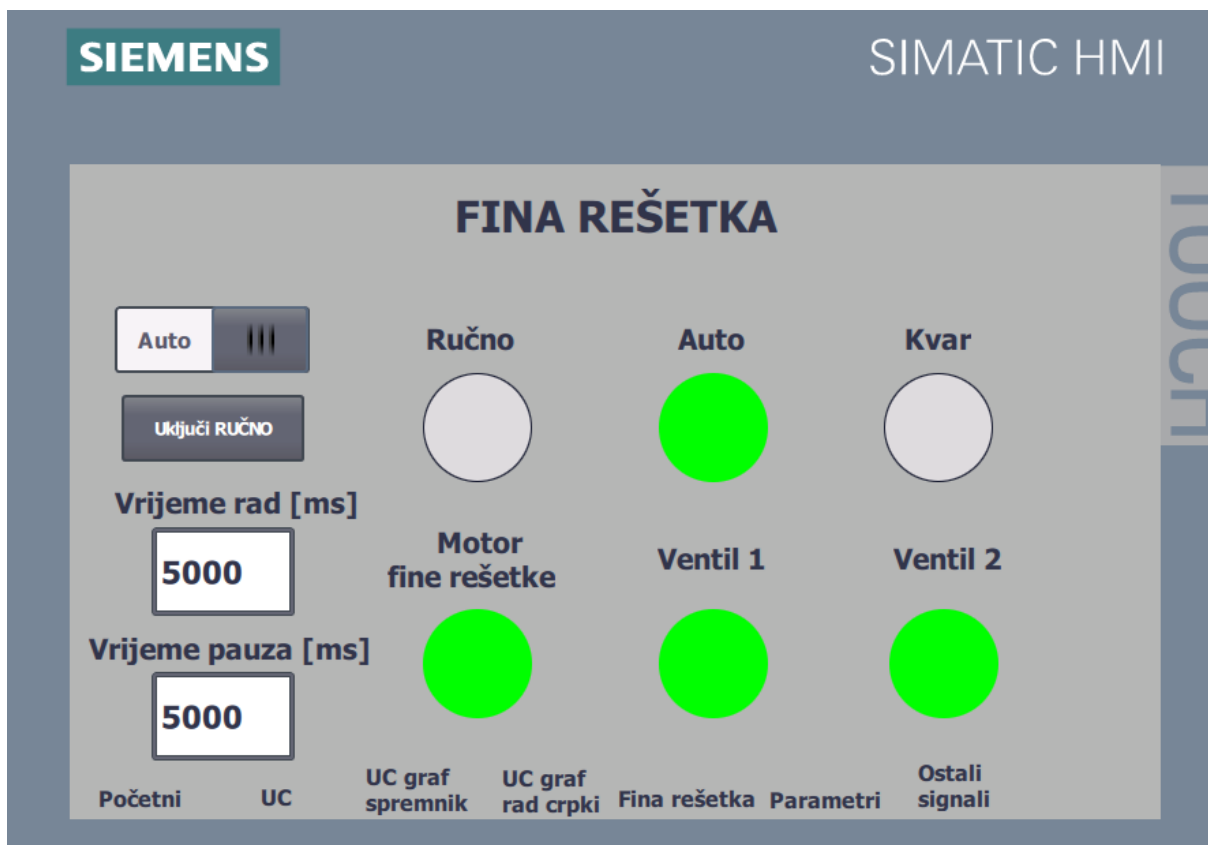 SIEMENS
SIMATIC HMI
TOUCH
FINA REŠETKA
Auto
Uključi RUČNO
Ručno
Auto
Kvar
Vrijeme rad [ms]
5000
Motor
fine rešetke
Ventil 1
Ventil 2
Vrijeme pauza [ms]
5000
Početni
UC
UC graf
spremnik
UC graf
rad crpki
Fina rešetka
Parametri
Ostali
signali